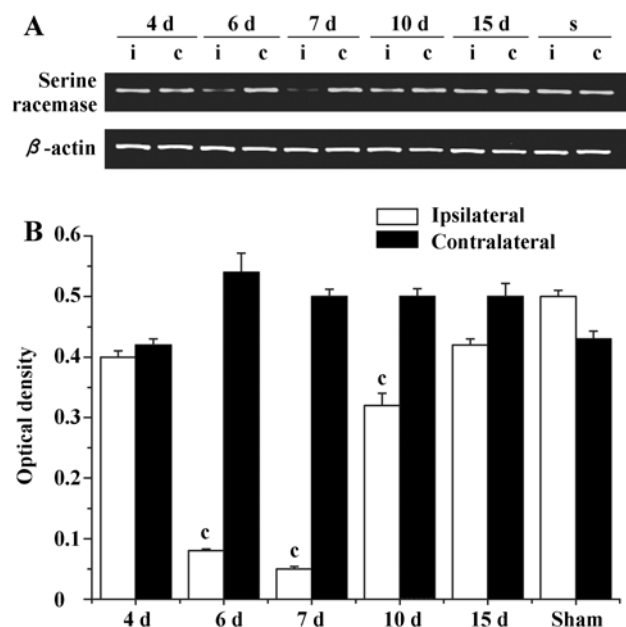 A
4 d 6 d 7 d 10 d 15 d s
i c i c i c i c i c i c
Serine
racemase
β-actin
B
Ipsilateral
Contralateral
Optical density
0.6
0.5
0.4
0.3
0.2
0.1
0
c
c
c
4 d 6 d 7 d 10 d 15 d Sham